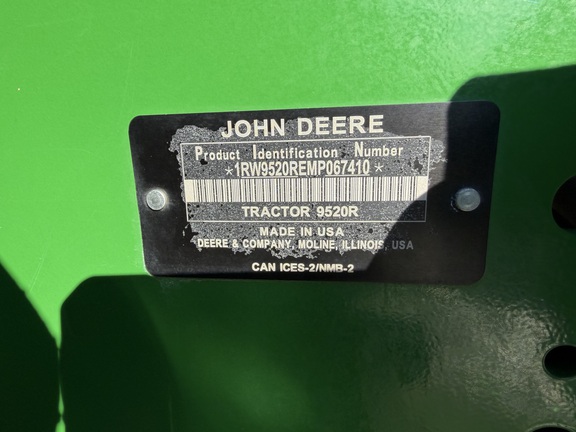 JOHN DEERE
Product Identification Number
*1RW9520REMP067410*
TRACTOR 9520R
MADE IN USA
DEERE & COMPANY, MOLINE, ILLINOIS, USA
CAN ICES-2/NMB-2